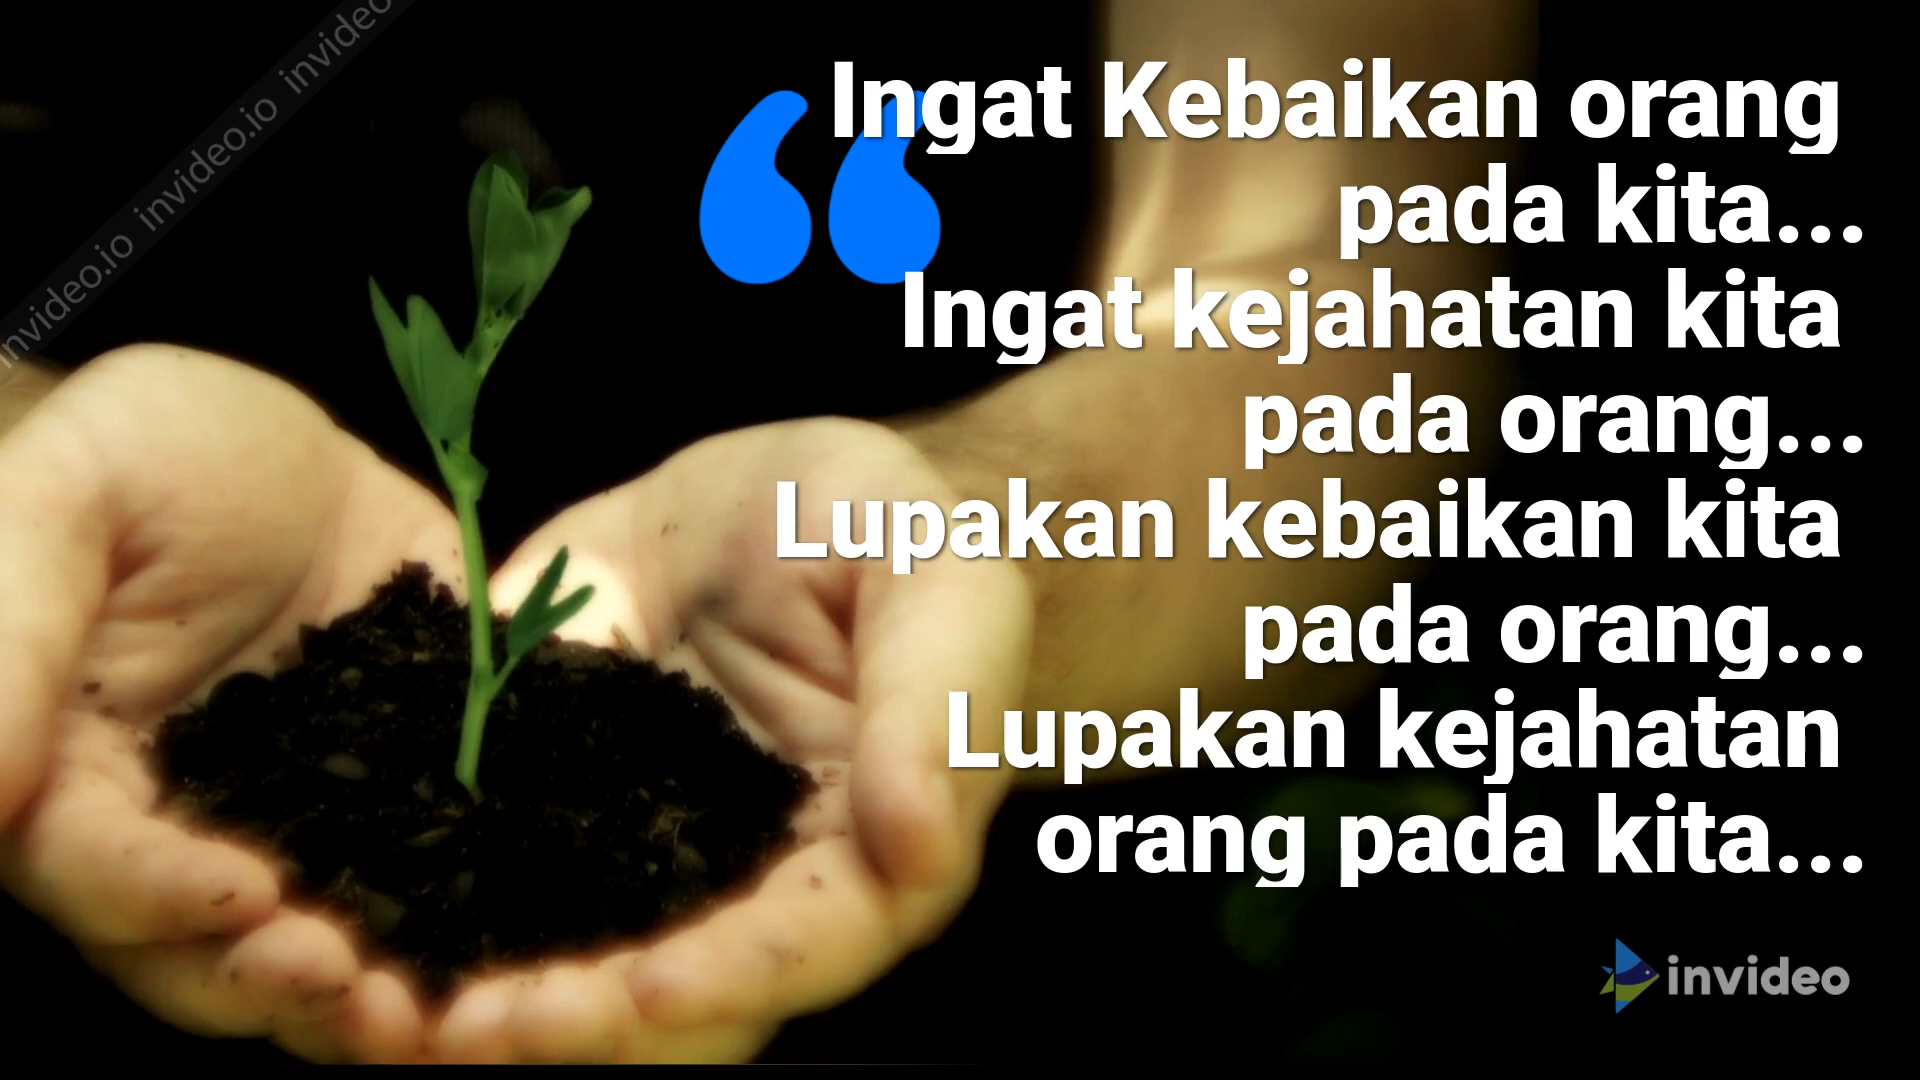 Ingat Kebaikan orang
pada kita...
Ingat kejahatan kita
pada orang...
Lupakan kebaikan kita
pada orang...
Lupakan kejahatan
orang pada kita...
invideo
invideo.io invideo.io invideo